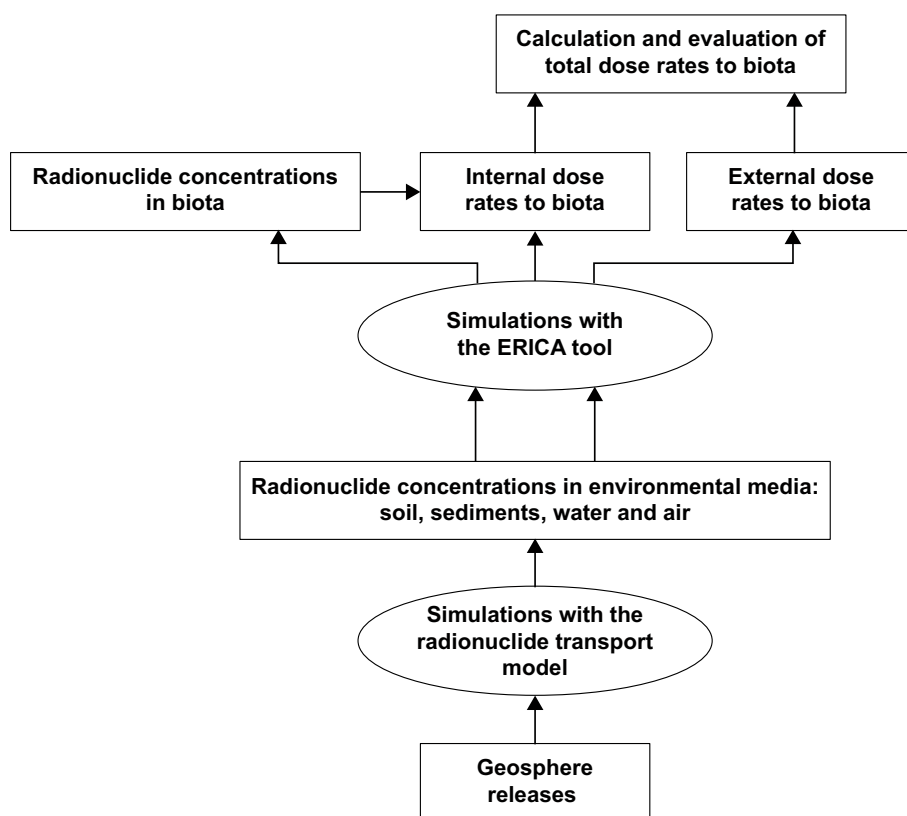 Calculation and evaluation of
total dose rates to biota
Radionuclide concentrations
in biota
Internal dose
rates to biota
External dose
rates to biota
Simulations with
the ERICA tool
Radionuclide concentrations in environmental media:
soil, sediments, water and air
Simulations with the
radionuclide transport
model
Geosphere
releases